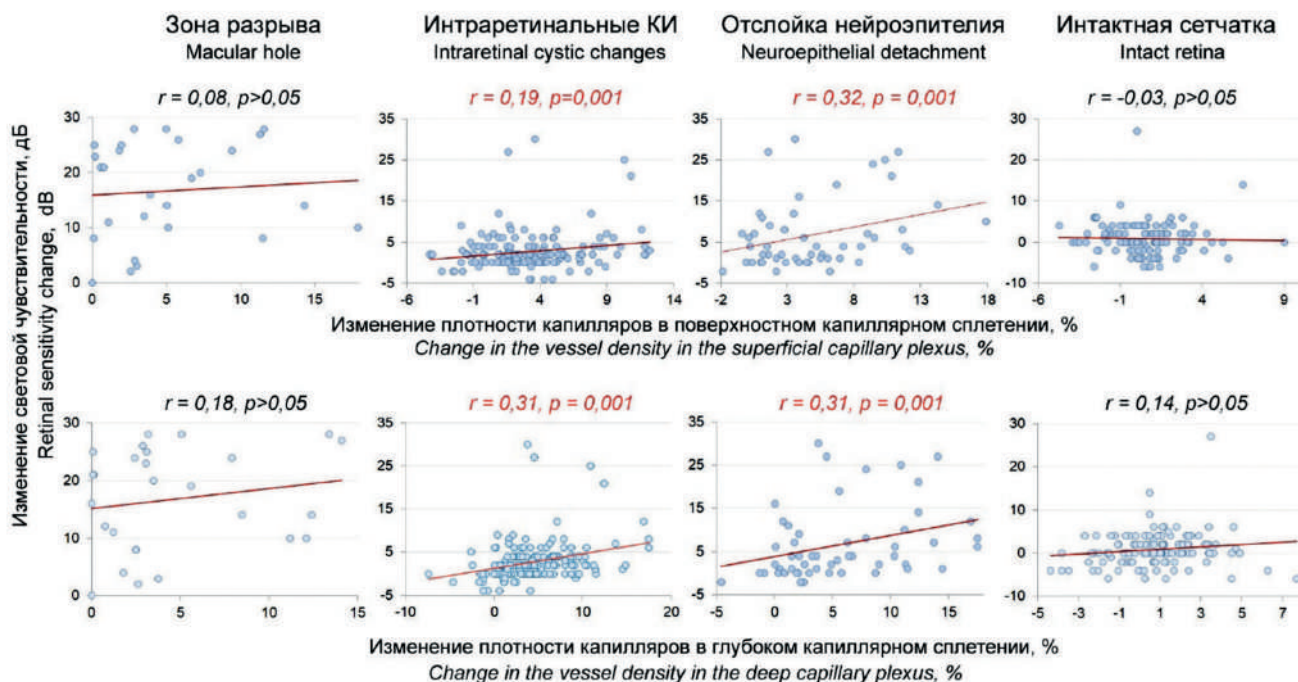 Зона разрыва
Macular hole
Интраретинальные КИ
Intraretinal cystic changes
Отслойка нейроэпителия
Neuroepithelial detachment
Интактная сетчатка
Intact retina
Изменение световой чувствительности, дБ
Retinal sensitivity change, dB
r = 0,08, p>0,05
r = 0,19, p=0,001
r = 0,32, p = 0,001
r = -0,03, p>0,05
30
20
10
0
0 5 10 15
35
25
15
5
-5
-6 -1 4 9 14
35
25
15
5
-5
-2 3 8 13 18
30
20
10
0
-10
-6 -1 4 9
Изменение плотности капилляров в поверхностном капиллярном сплетении, %
Change in the vessel density in the superficial capillary plexus, %
r = 0,18, p>0,05
r = 0,31, p = 0,001
r = 0,31, p = 0,001
r = 0,14, p>0,05
30
20
10
0
0 5 10 15
35
25
15
5
-5
-10 0 10 20
35
25
15
5
-5
-5 0 5 10 15
30
20
10
0
-10
-5 -3 -1 1 3 5 7
Изменение плотности капилляров в глубоком капиллярном сплетении, %
Change in the vessel density in the deep capillary plexus, %